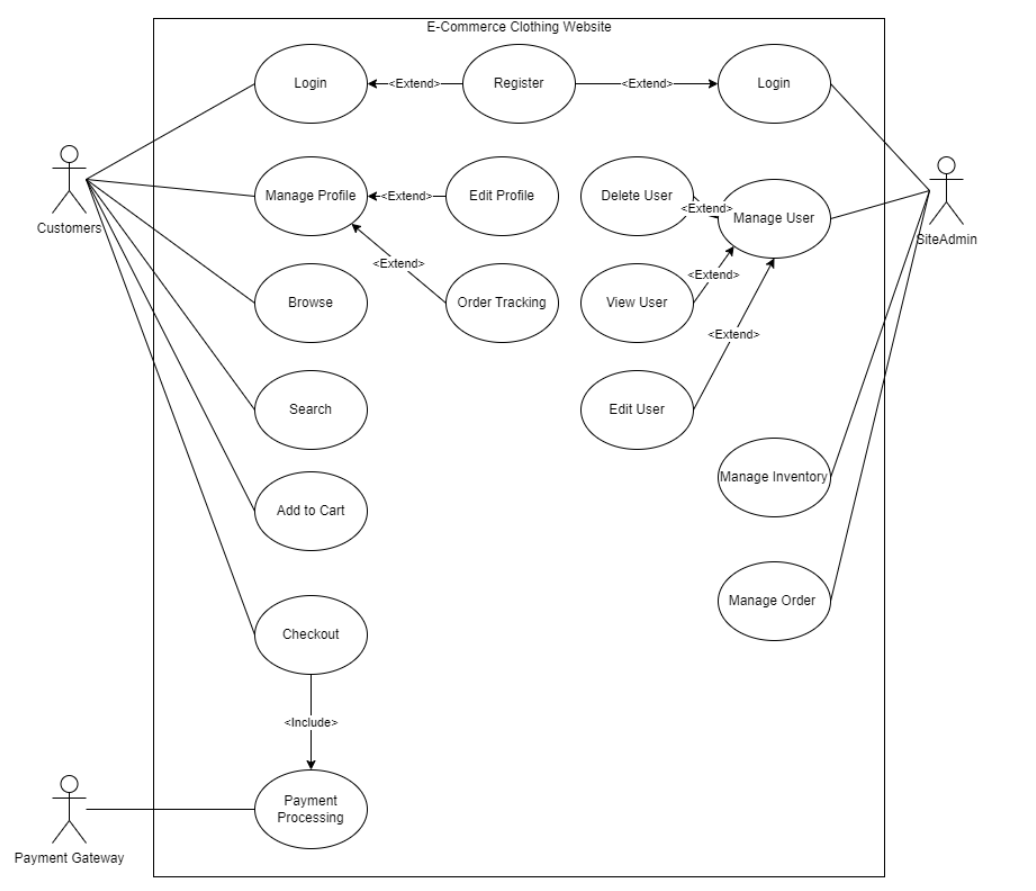 E-Commerce Clothing Website
Login
<Extend>
Register
<Extend>
Login
Customers
Manage Profile
<Extend>
Edit Profile
Delete User
<Extend>
Manage User
SiteAdmin
<Extend>
Browse
Order Tracking
View User
<Extend>
<Extend>
Search
Edit User
Manage Inventory
Add to Cart
Manage Order
Checkout
<Include>
Payment
Processing
Payment Gateway